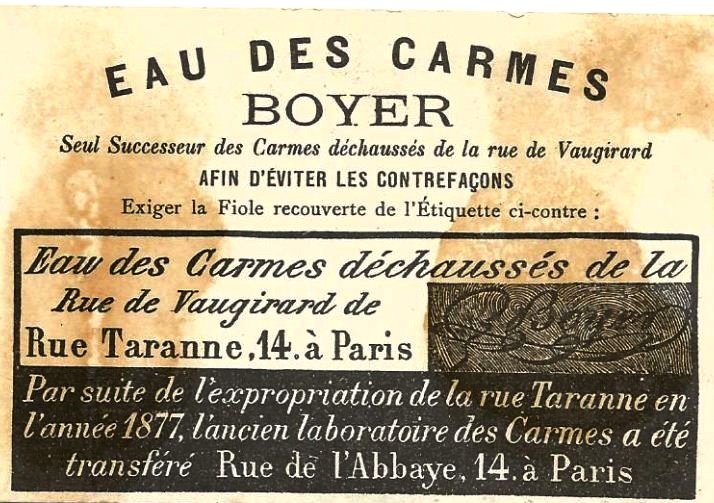 EAU DES CARMES
BOYER
Seul Successeur des Carmes déchaussés de la rue de Vaugirard
AFIN D'ÉVITER LES CONTREFAÇONS
Exiger la Fiole recouverte de l'Étiquette ci-contre :
Eau des Carmes déchaussés de la
Rue de Vaugirard de
Boyer
Rue Taranne, 14. à Paris
Par suite de l'expropriation de la rue Taranne en
l'année 1877, l'ancien laboratoire des Carmes a été
transféré Rue de l'Abbaye, 14. à Paris